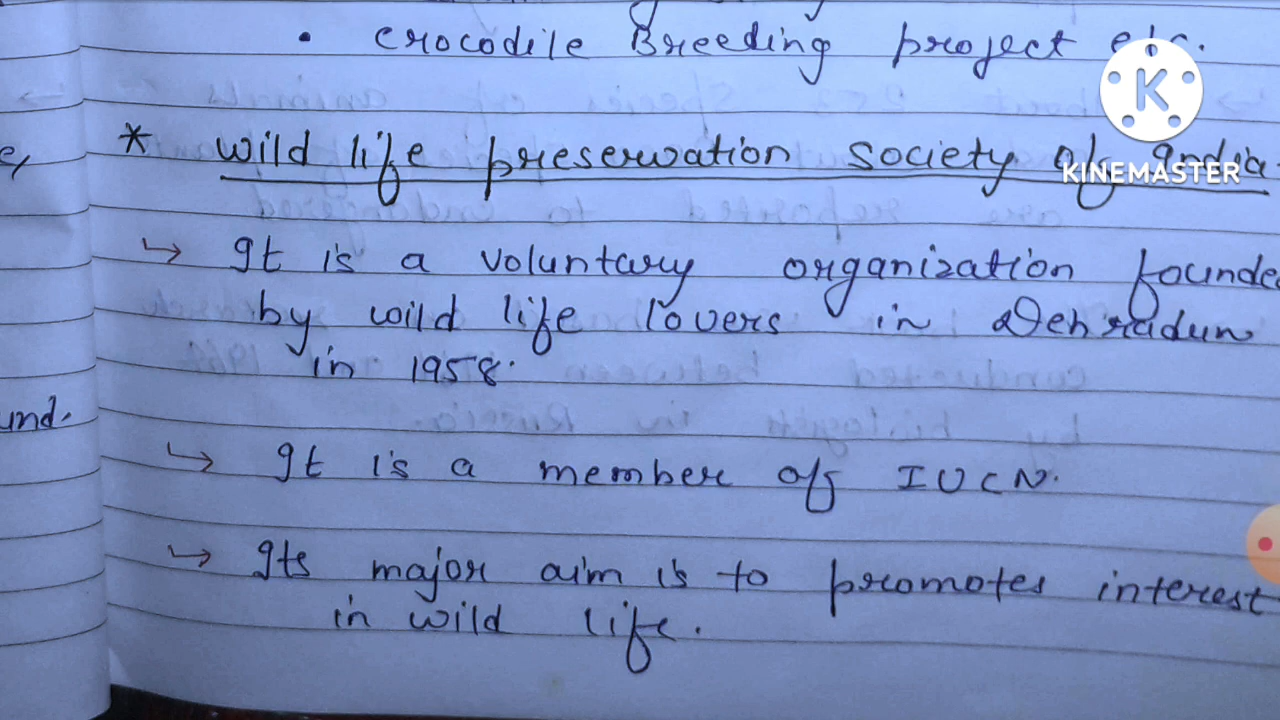 • Crocodile Breeding project etc.
* Wild life preservation society of India
e,
↳ It is a voluntary organization founde
by wild life lovers in Dehradun
in 1958.
und.
↳ It is a member of IUCN.
↳ Its major aim is to promotes interest
in wild life.
K
KINEMASTER